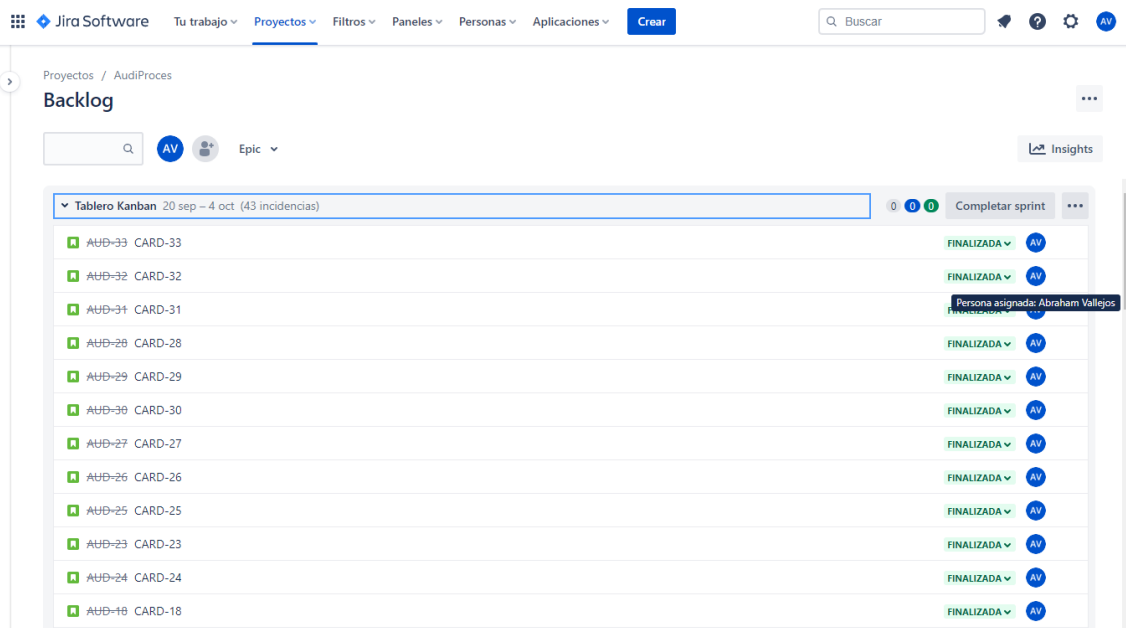 Jira Software Tu trabajo Proyectos Filtros Paneles Personas Aplicaciones Crear Buscar AV
Proyectos / AudiProces
Backlog
AV Epic Insights
Tablero Kanban 20 sep – 4 oct (43 incidencias) 0 0 0 Completar sprint
AUD-33 CARD-33 FINALIZADA AV
AUD-32 CARD-32 FINALIZADA AV
Persona asignada: Abraham Vallejos
AUD-31 CARD-31
AUD-28 CARD-28 FINALIZADA AV
AUD-29 CARD-29 FINALIZADA AV
AUD-30 CARD-30 FINALIZADA AV
AUD-27 CARD-27 FINALIZADA AV
AUD-26 CARD-26 FINALIZADA AV
AUD-25 CARD-25 FINALIZADA AV
AUD-23 CARD-23 FINALIZADA AV
AUD-24 CARD-24 FINALIZADA AV
AUD-18 CARD-18 FINALIZADA AV